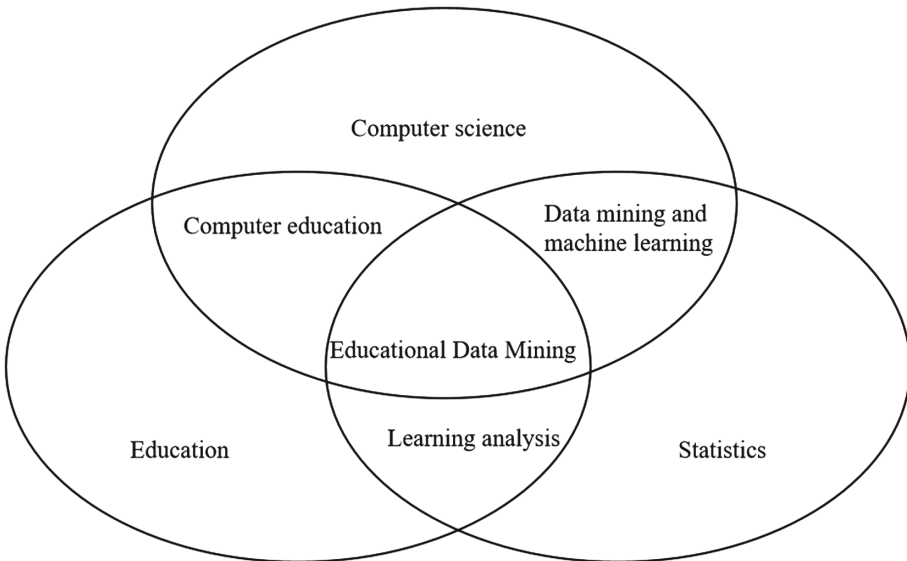 Computer science
Computer education
Data mining and
machine learning
Educational Data Mining
Learning analysis
Education
Statistics